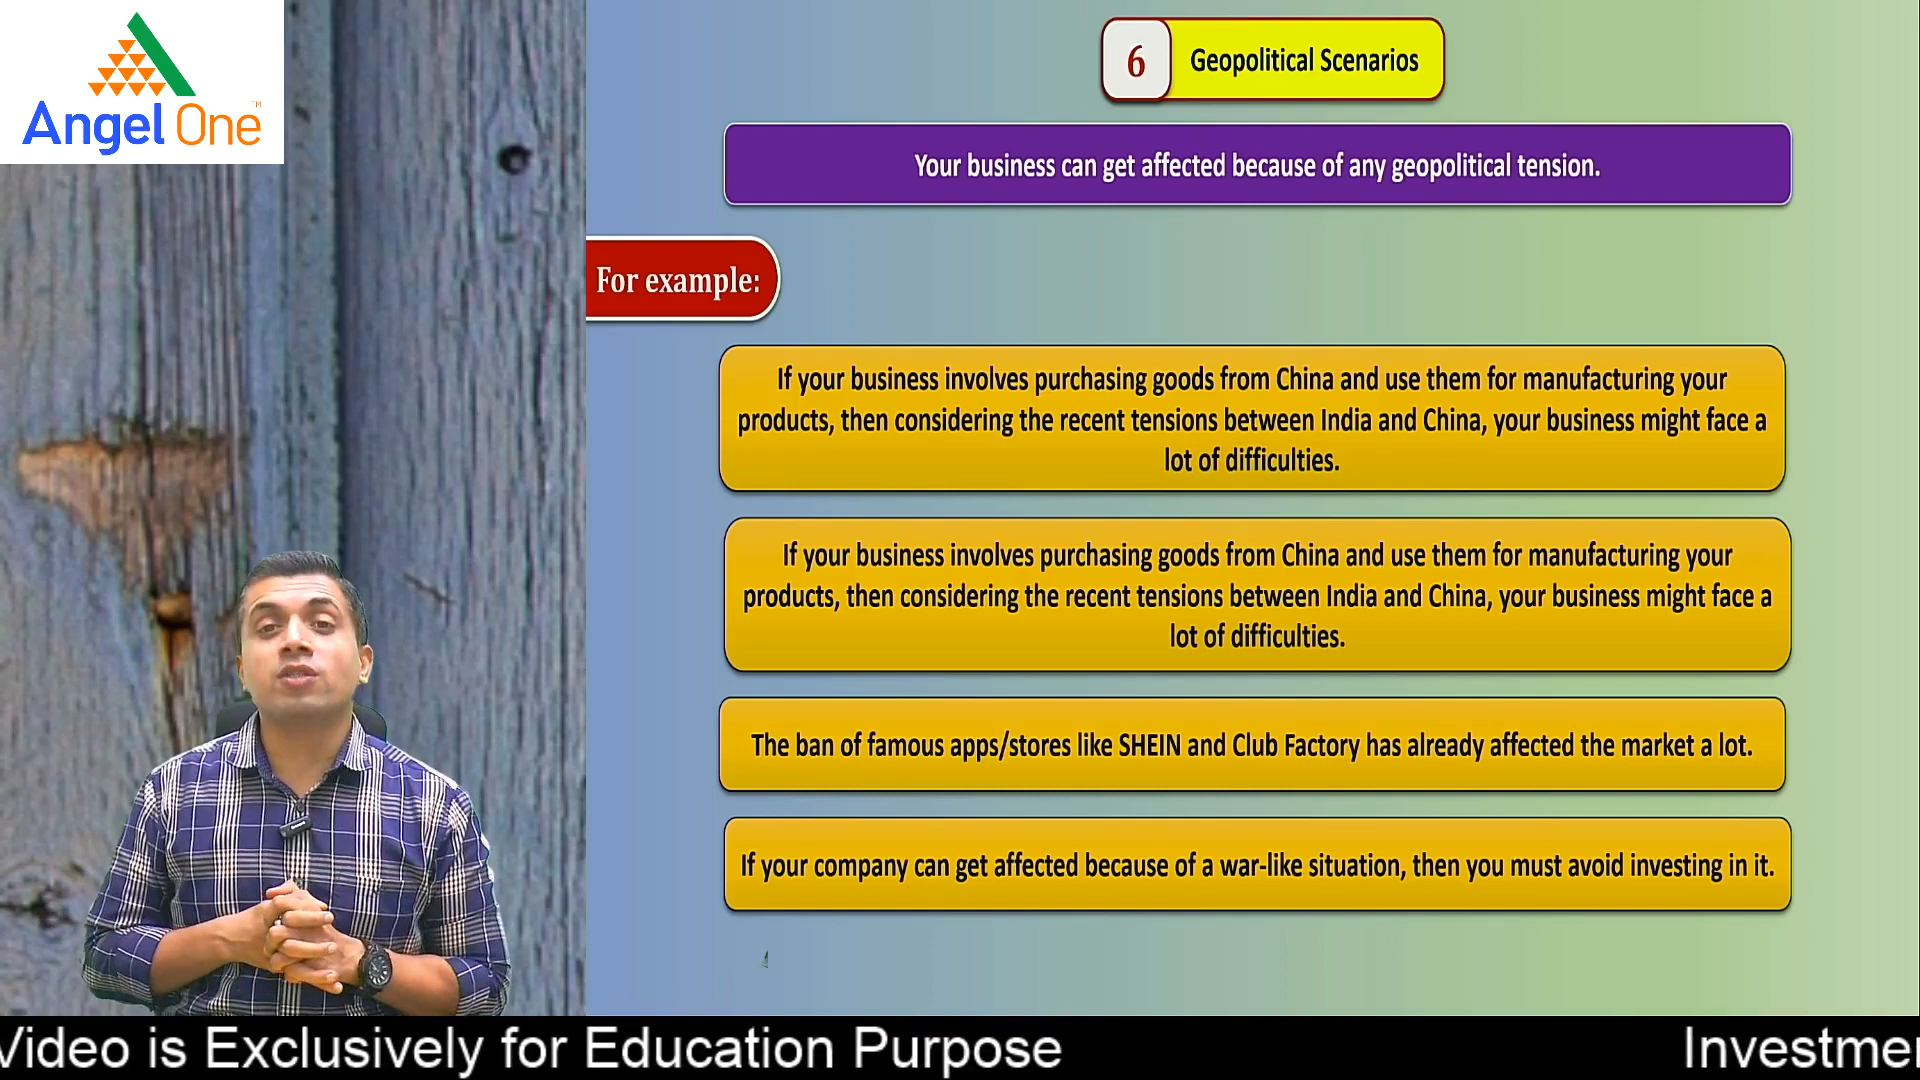 Angel One
TM
6
Geopolitical Scenarios
Your business can get affected because of any geopolitical tension.
For example:
If your business involves purchasing goods from China and use them for manufacturing your
products, then considering the recent tensions between India and China, your business might face a
lot of difficulties.
If your business involves purchasing goods from China and use them for manufacturing your
products, then considering the recent tensions between India and China, your business might face a
lot of difficulties.
The ban of famous apps/stores like SHEIN and Club Factory has already affected the market a lot.
If your company can get affected because of a war-like situation, then you must avoid investing in it.
Video is Exclusively for Education Purpose
Investme